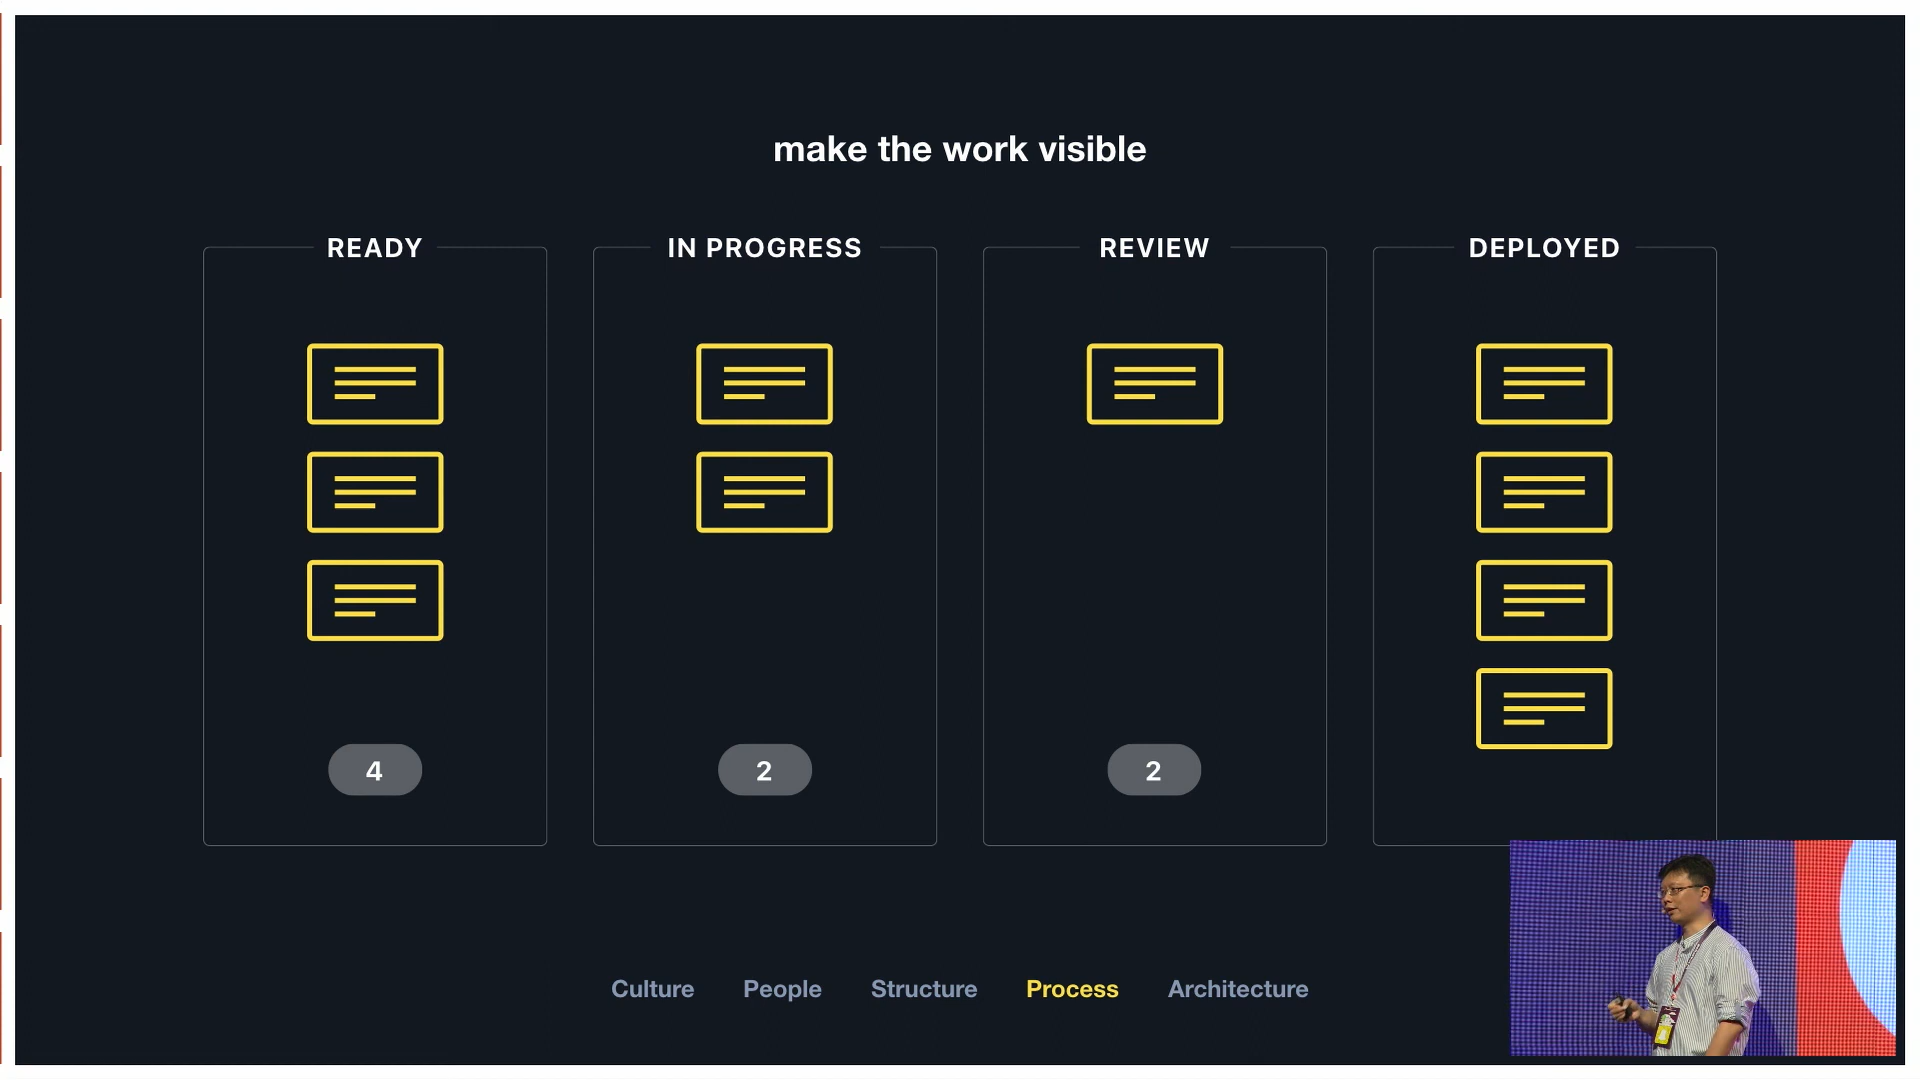 make the work visible
READY
IN PROGRESS
REVIEW
DEPLOYED
4
2
2
Culture People Structure Process Architecture